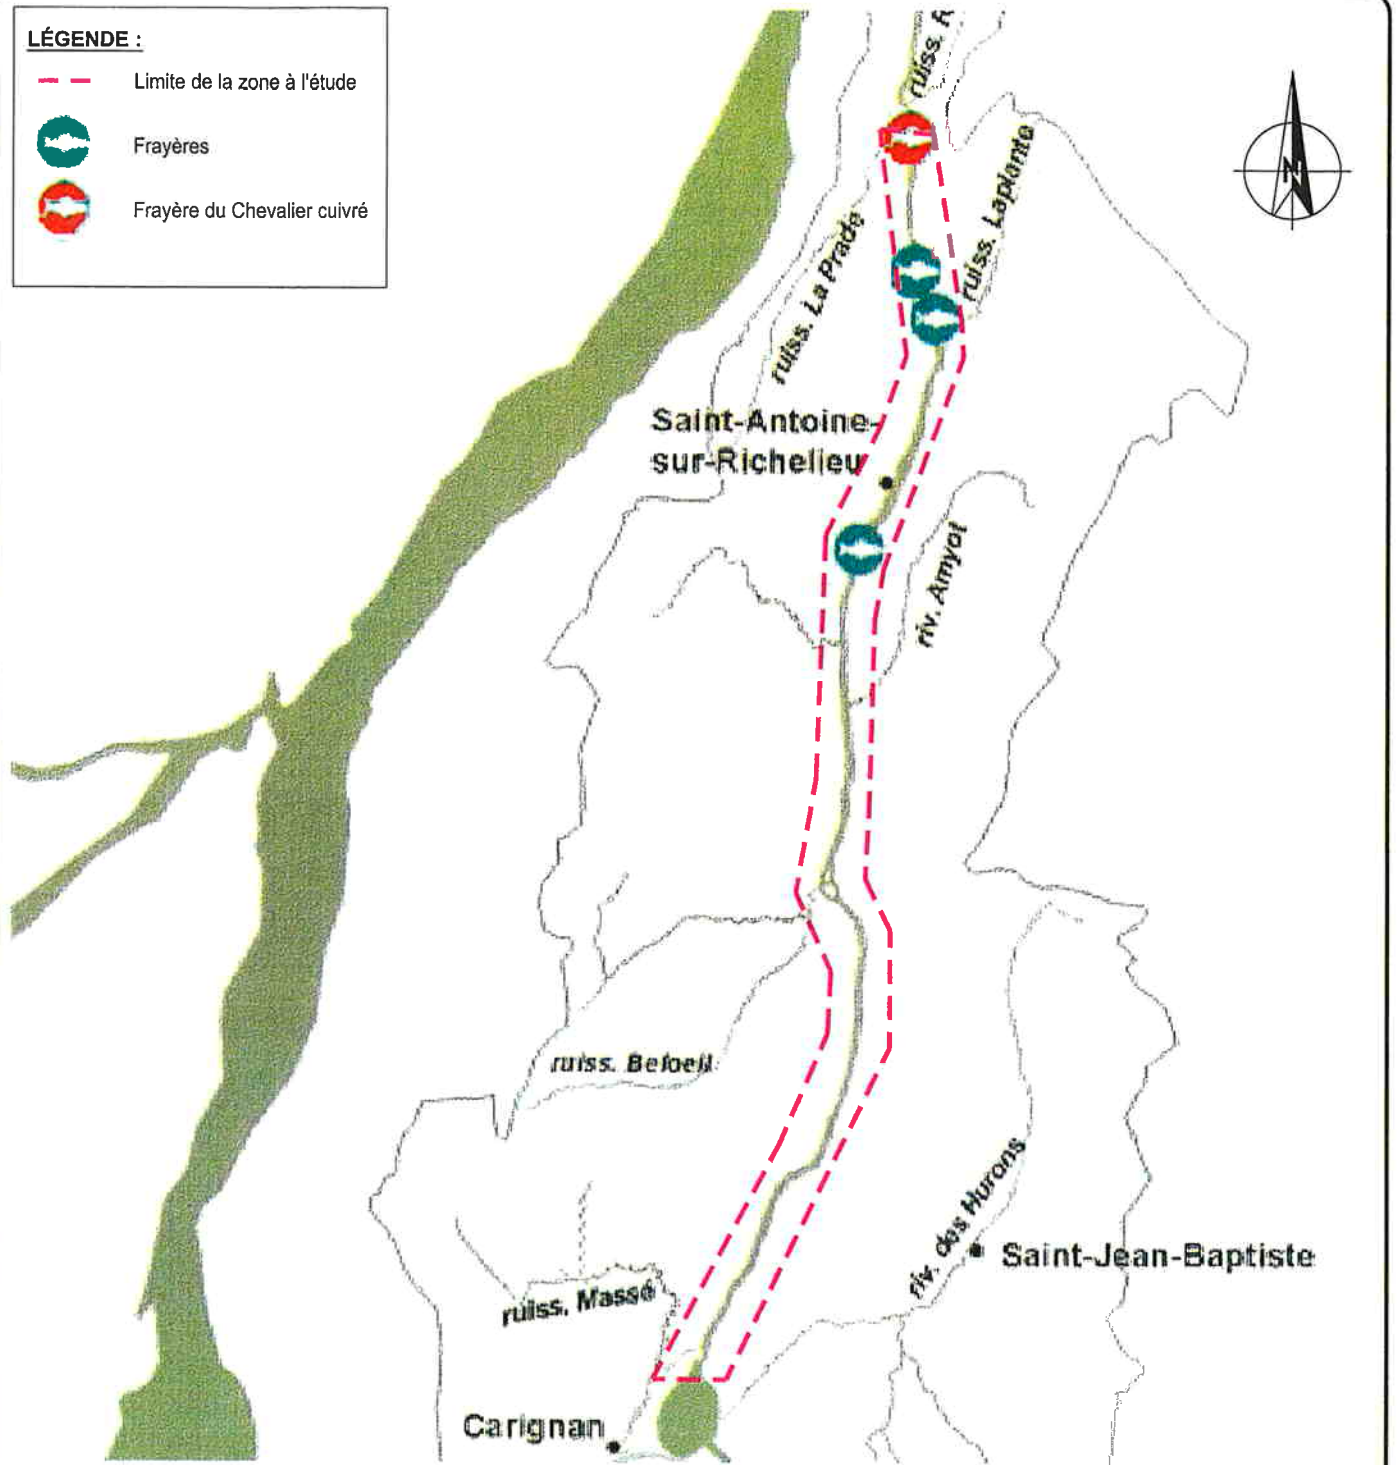 LÉGENDE :
Limite de la zone à l'étude
Frayères
Frayère du Chevalier cuivré
ruiss. R
N
ruiss. Laplante
ruiss. La Prade
Saint-Antoine-
sur-Richelieu
riv. Amyot
ruiss. Beloeil
riv. des Hurons
Saint-Jean-Baptiste
ruiss. Massé
Carignan